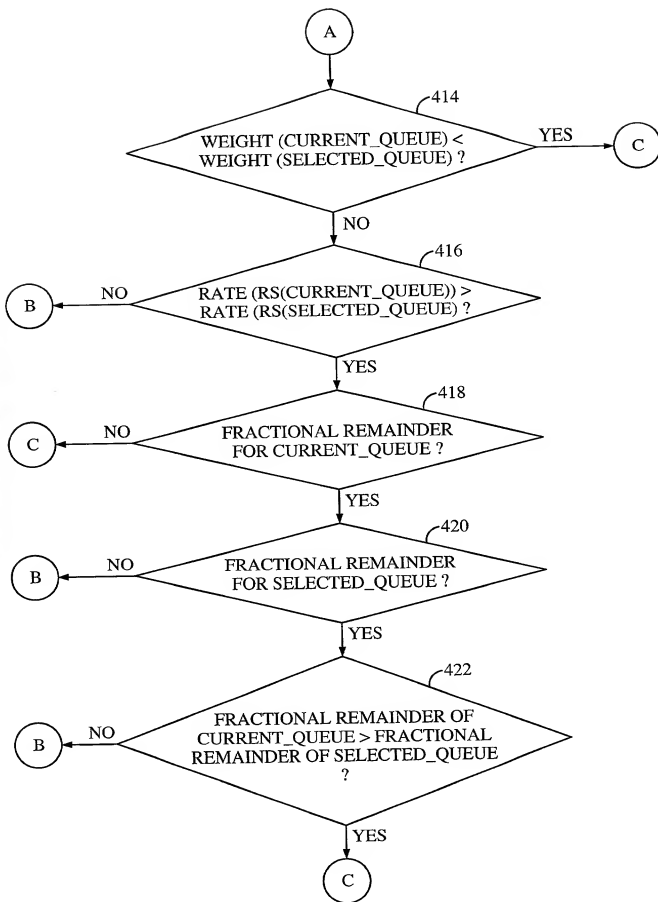 A
414
WEIGHT (CURRENT_QUEUE) <
WEIGHT (SELECTED_QUEUE) ?
YES
C
NO
416
RATE (RS(CURRENT_QUEUE)) >
RATE (RS(SELECTED_QUEUE) ?
NO
B
YES
418
FRACTIONAL REMAINDER
FOR CURRENT_QUEUE ?
NO
C
YES
420
FRACTIONAL REMAINDER
FOR SELECTED_QUEUE ?
NO
B
YES
422
FRACTIONAL REMAINDER OF
CURRENT_QUEUE > FRACTIONAL
REMAINDER OF SELECTED_QUEUE
?
NO
B
YES
C